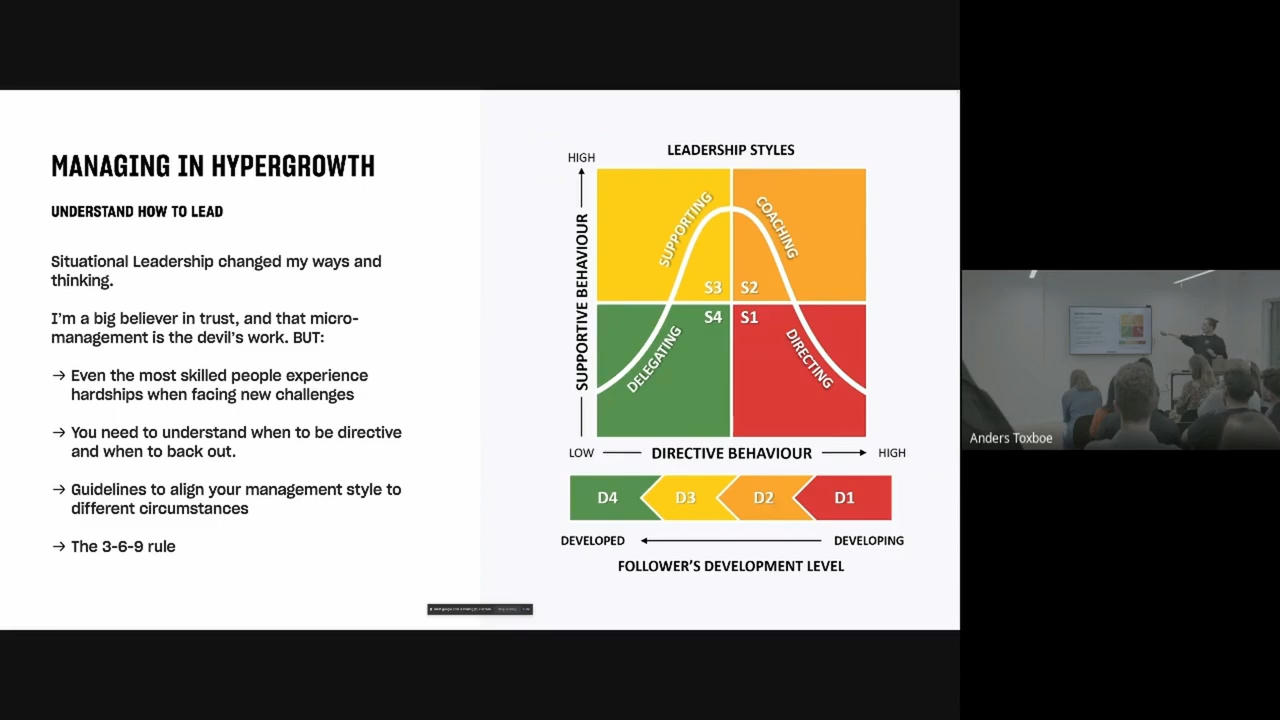 MANAGING IN HYPERGROWTH
UNDERSTAND HOW TO LEAD
Situational Leadership changed my ways and
thinking.
I'm a big believer in trust, and that micro-
management is the devil's work. BUT:
→ Even the most skilled people experience
hardships when facing new challenges
→ You need to understand when to be directive
and when to back out.
→ Guidelines to align your management style to
different circumstances
→ The 3-6-9 rule
LEADERSHIP STYLES
HIGH
SUPPORTIVE BEHAVIOUR
SUPPORTING
COACHING
S3
S2
S4
S1
DELEGATING
DIRECTING
LOW
DIRECTIVE BEHAVIOUR
HIGH
D4
D3
D2
D1
DEVELOPED
DEVELOPING
FOLLOWER'S DEVELOPMENT LEVEL
Anders Toxboe